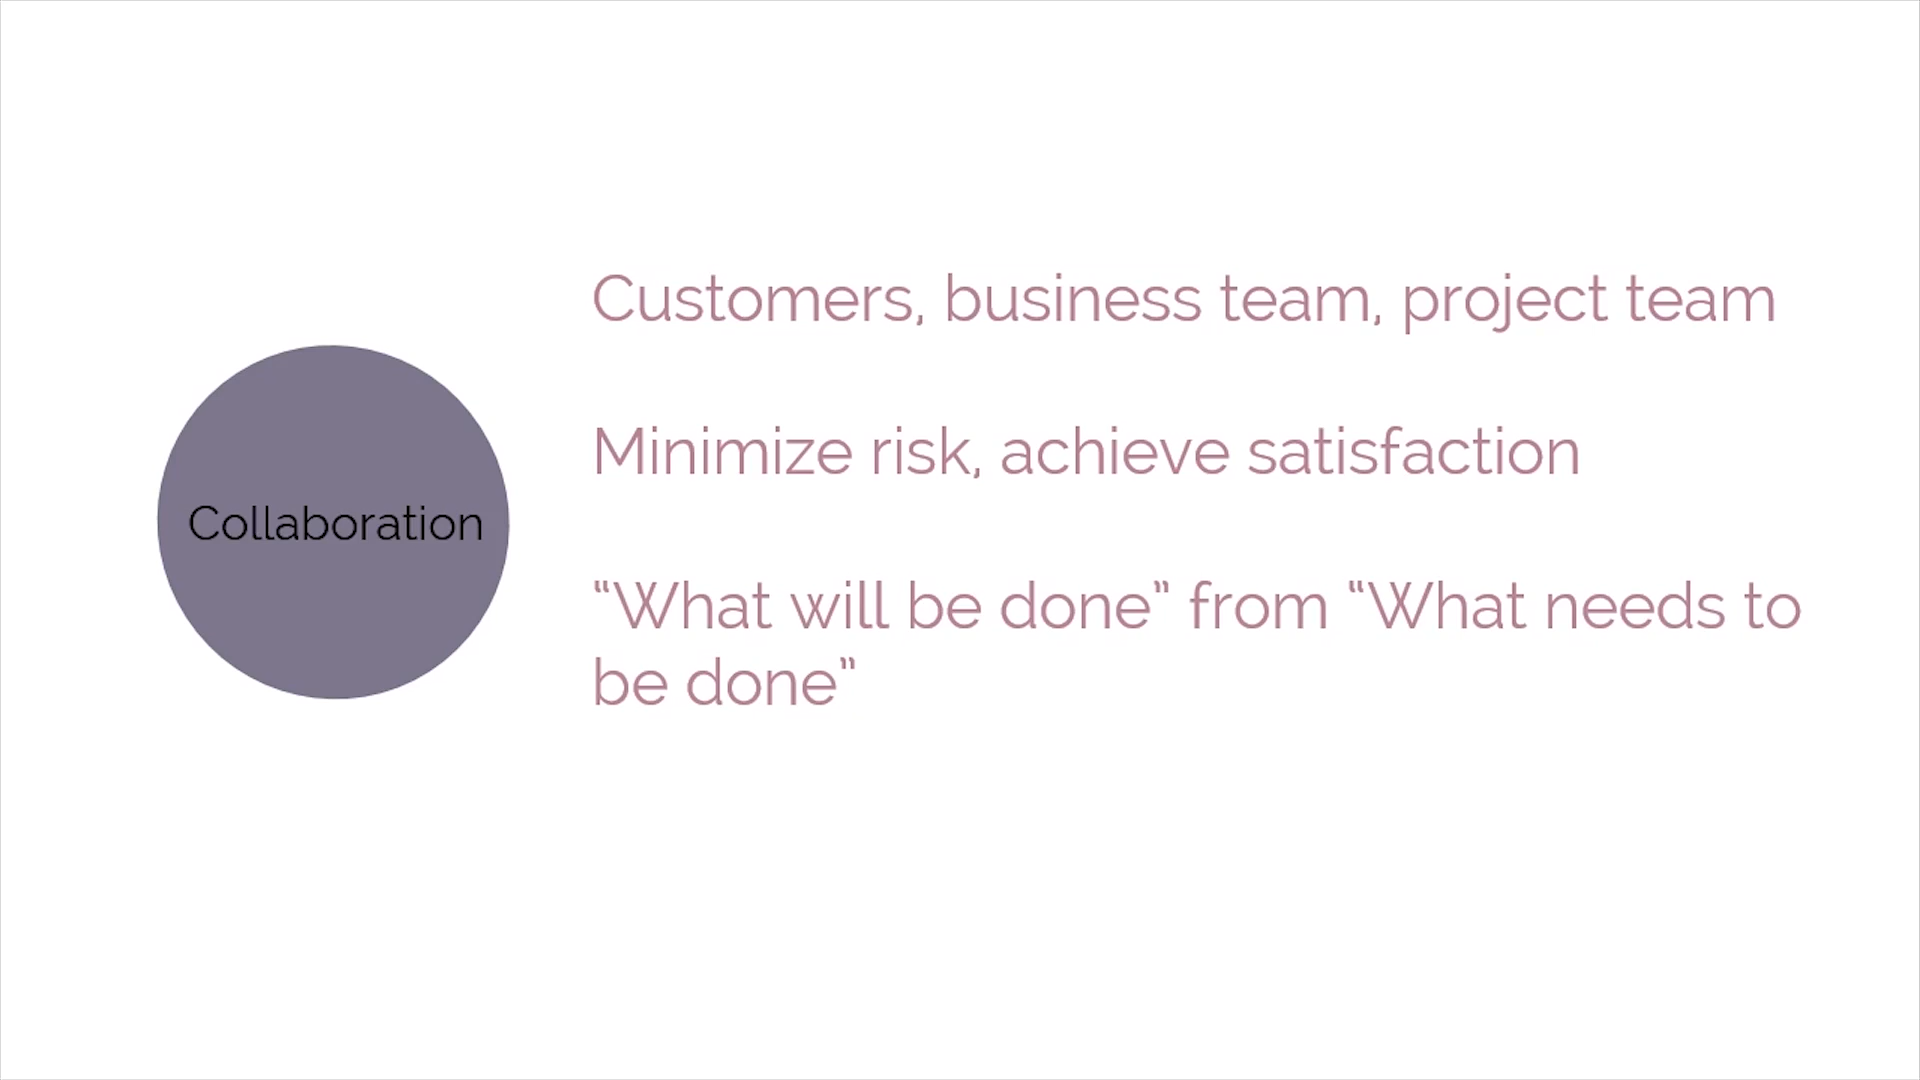 Collaboration
Customers, business team, project team
Minimize risk, achieve satisfaction
“What will be done” from “What needs to
be done”